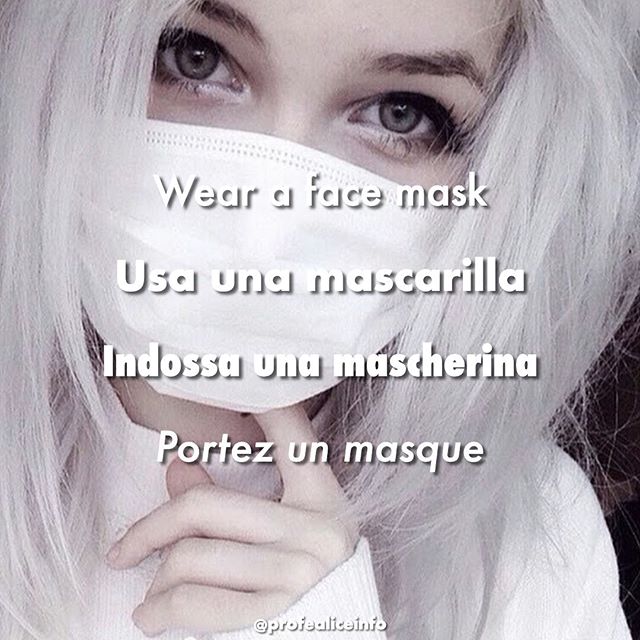 Wear a face mask
Usa una mascarilla
Indossa una mascherina
Portez un masque
@profealiceinfo